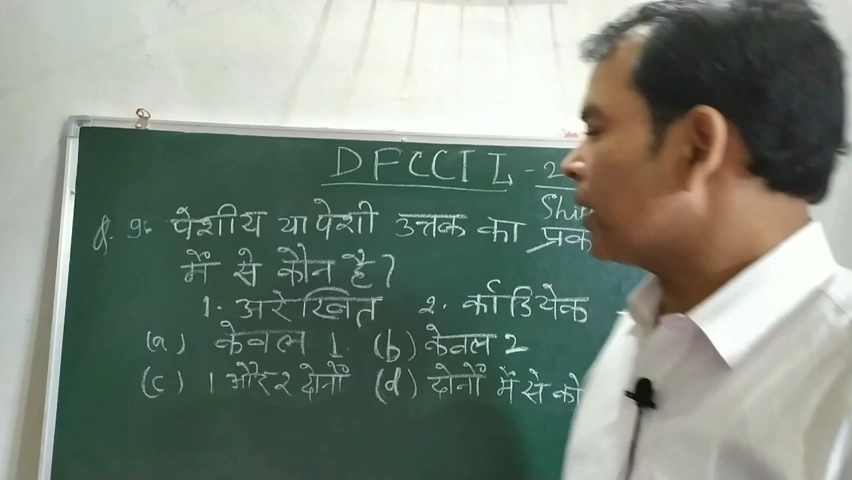 DFCCIL - 2
Shi
Q. 9:- पेशीय या पेशी उत्तक का प्रक
में से कौन है?
1. अरेखित 2. कार्डियेक
(a) केवल 1 (b) केवल 2
(c) 1 और 2 दोनों (d) दोनों में से को